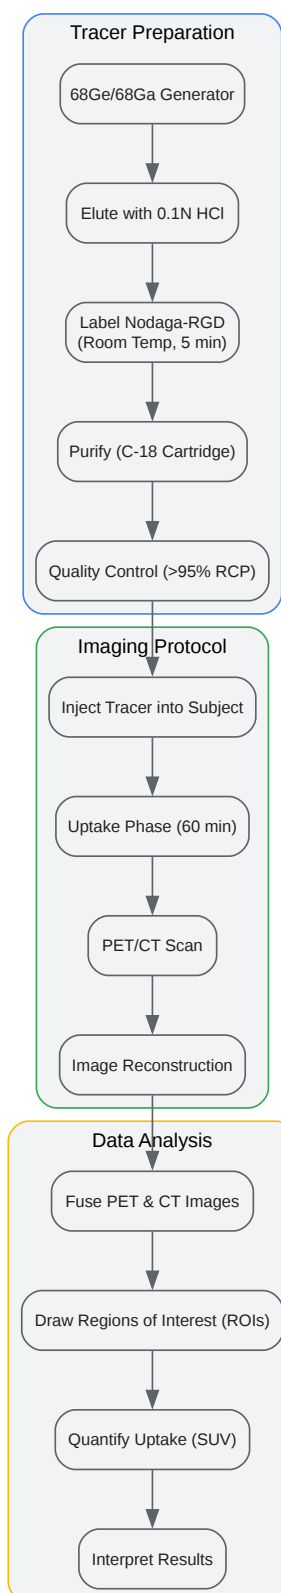 Tracer Preparation
68Ge/68Ga Generator
Elute with 0.1N HCl
Label Nodaga-RGD
(Room Temp, 5 min)
Purify (C-18 Cartridge)
Quality Control (>95% RCP)
Imaging Protocol
Inject Tracer into Subject
Uptake Phase (60 min)
PET/CT Scan
Image Reconstruction
Data Analysis
Fuse PET & CT Images
Draw Regions of Interest (ROIs)
Quantify Uptake (SUV)
Interpret Results